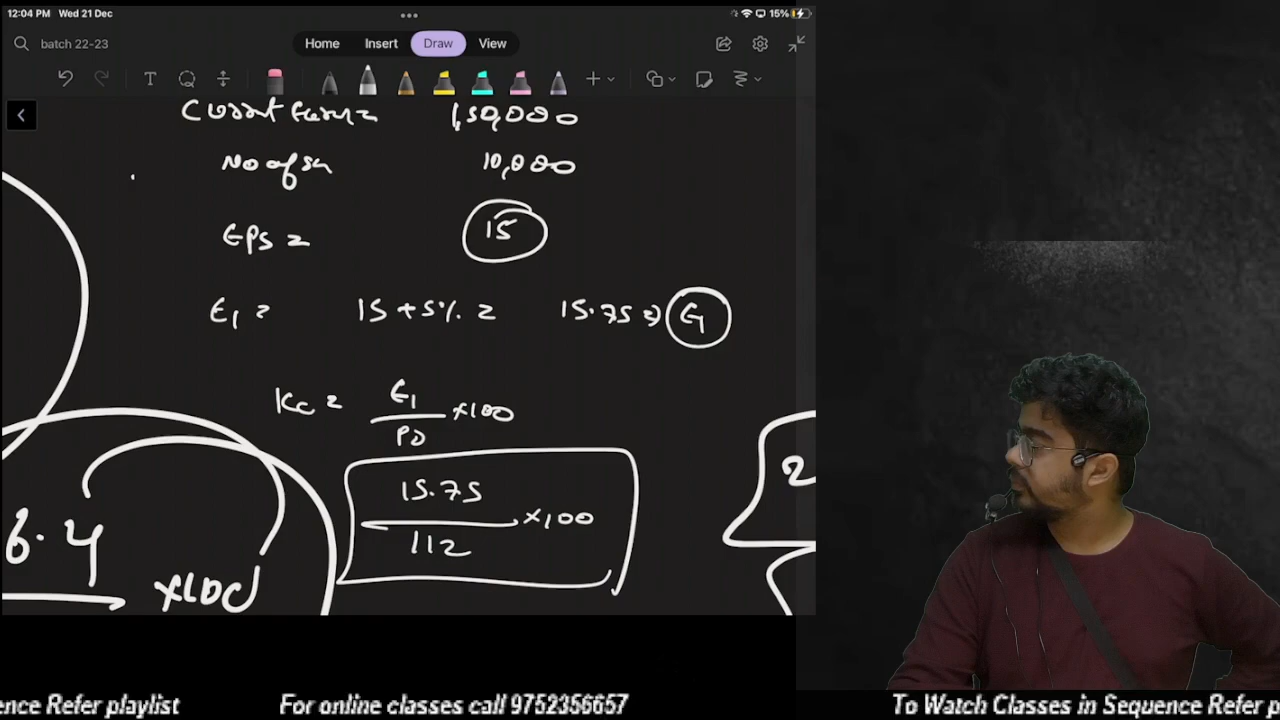 12:04 PM Wed 21 Dec
15%
batch 22-23
Home Insert Draw View
Current
1,50,000
No of sh
10,000
EPS =
15
E1 =
15 + 5% =
15.75 ⇒ E1
Kc =
E1
P0
×100
15.75
112
×100
6.4
×100
2
ence Refer playlist
For online classes call 9752356657
To Watch Classes in Sequence Refer p